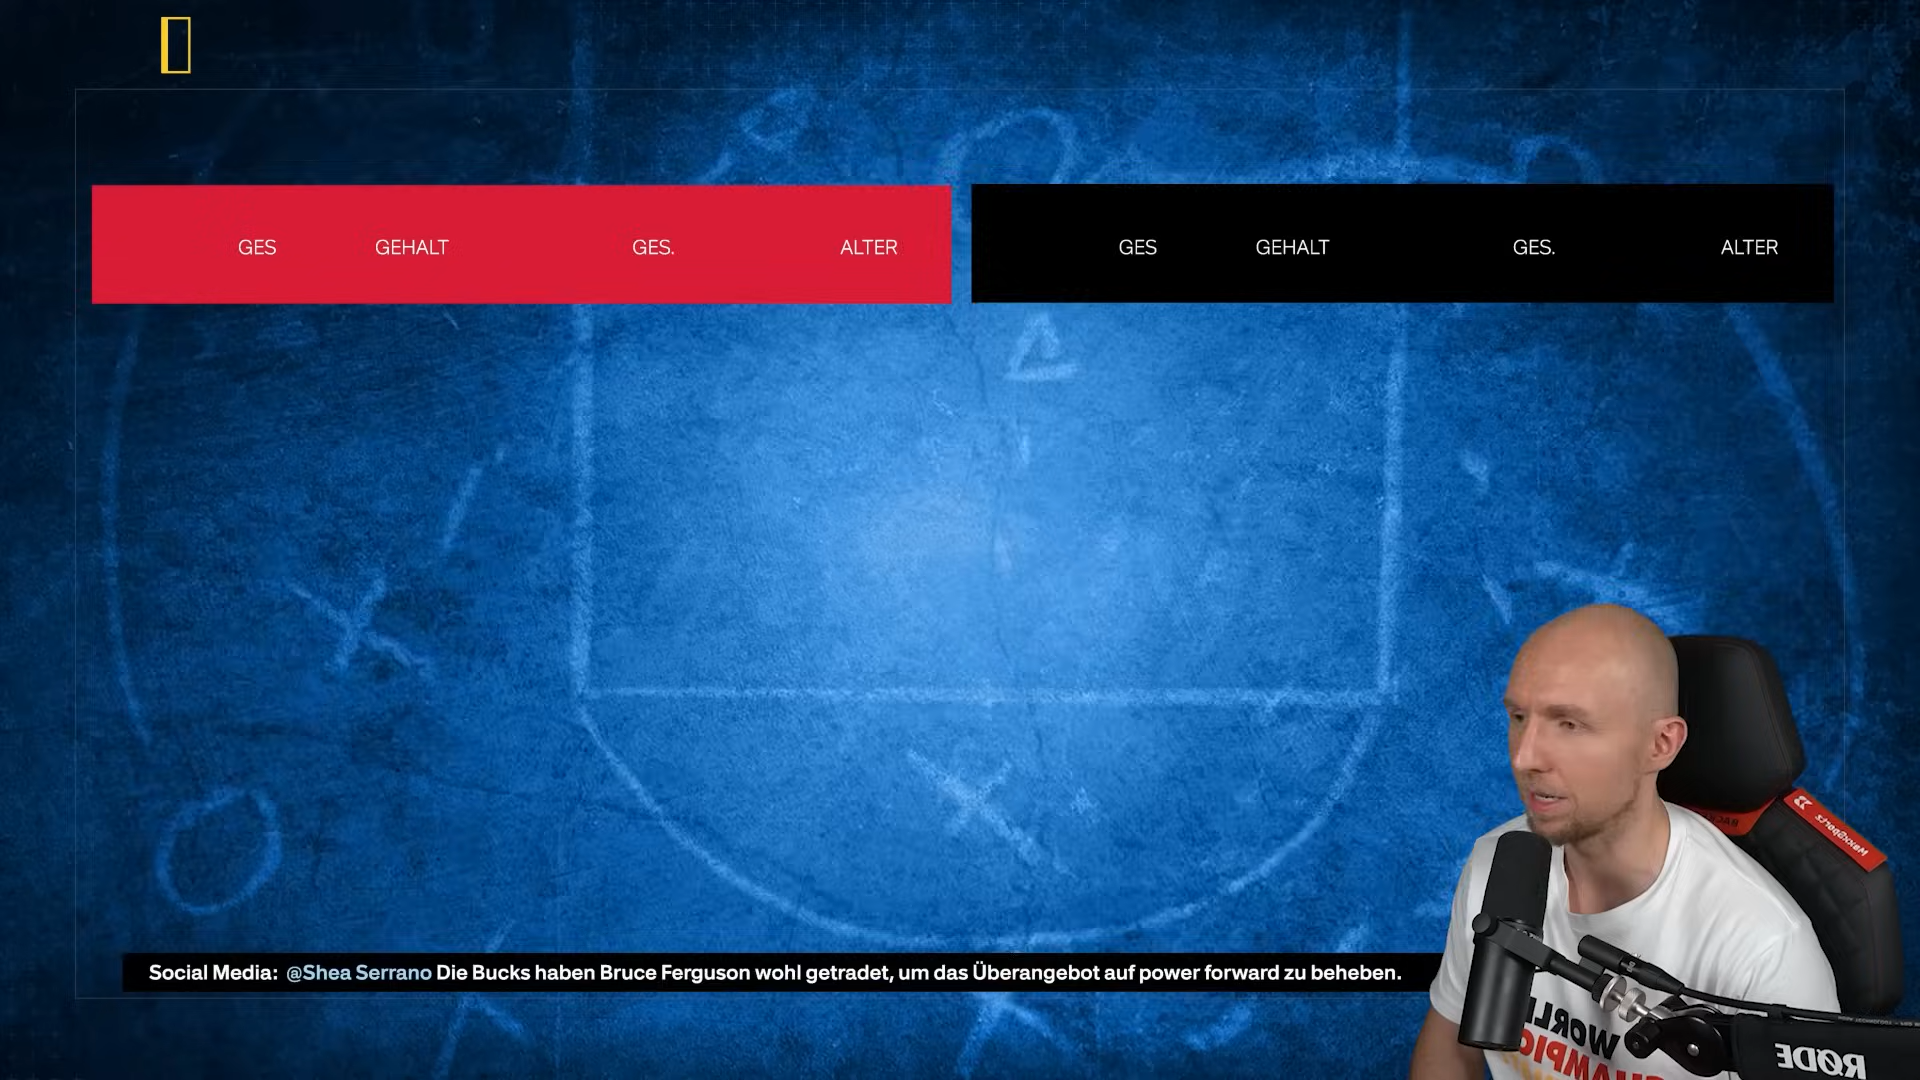 GES GEHALT GES. ALTER
GES GEHALT GES. ALTER
Social Media: @Shea Serrano Die Bucks haben Bruce Ferguson wohl getradet, um das Überangebot auf power forward zu beheben.
MaxxSports
RØDE